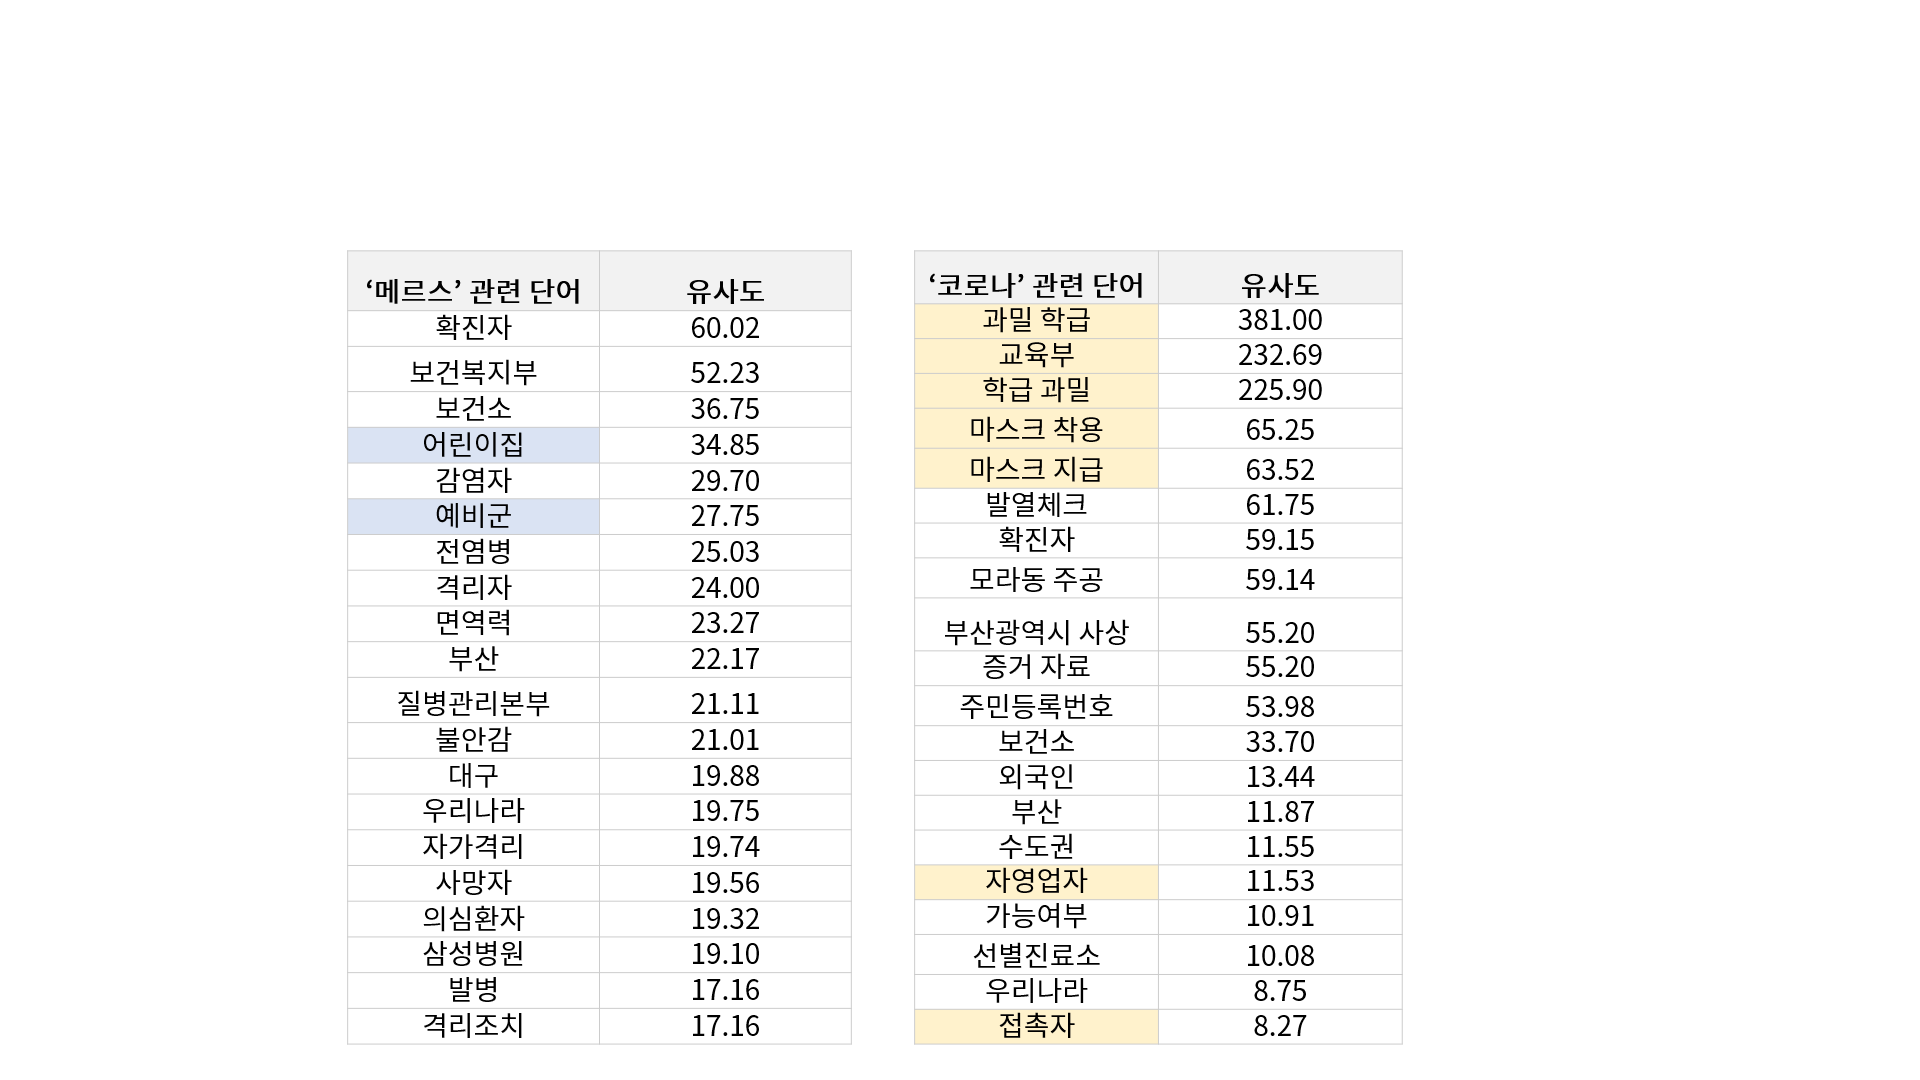 ‘메르스’ 관련 단어 유사도
확진자 60.02
보건복지부 52.23
보건소 36.75
어린이집 34.85
감염자 29.70
예비군 27.75
전염병 25.03
격리자 24.00
면역력 23.27
부산 22.17
질병관리본부 21.11
불안감 21.01
대구 19.88
우리나라 19.75
자가격리 19.74
사망자 19.56
의심환자 19.32
삼성병원 19.10
발병 17.16
격리조치 17.16
‘코로나’ 관련 단어 유사도
과밀 학급 381.00
교육부 232.69
학급 과밀 225.90
마스크 착용 65.25
마스크 지급 63.52
발열체크 61.75
확진자 59.15
모라동 주공 59.14
부산광역시 사상 55.20
증거 자료 55.20
주민등록번호 53.98
보건소 33.70
외국인 13.44
부산 11.87
수도권 11.55
자영업자 11.53
가능여부 10.91
선별진료소 10.08
우리나라 8.75
접촉자 8.27